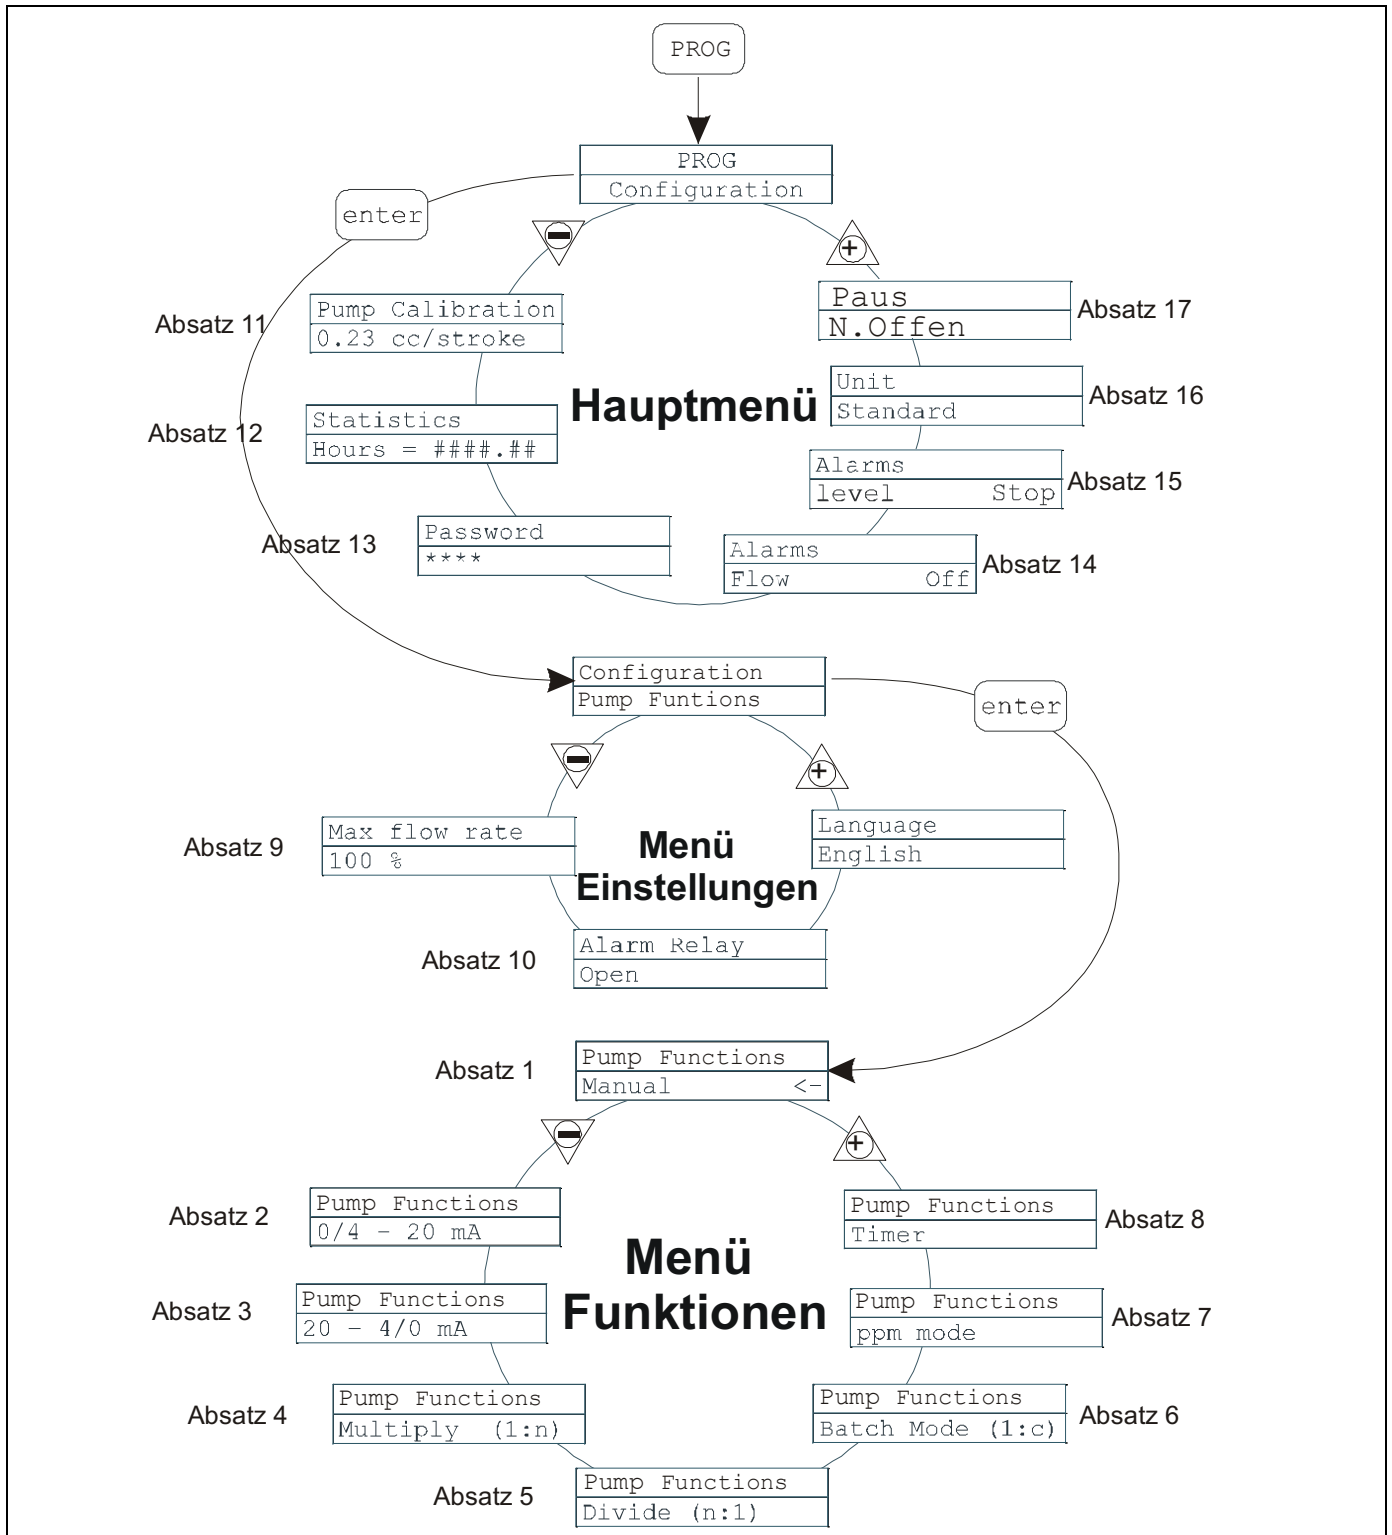 PROG
PROG
Configuration
enter
Pump Calibration
0.23 cc/stroke
Absatz 11
Paus
N.Offen
Absatz 17
Hauptmenü
Unit
Standard
Absatz 16
Statistics
Hours = ####.##
Absatz 12
Alarms
level Stop
Absatz 15
Password
****
Absatz 13
Alarms
Flow Off
Absatz 14
Configuration
Pump Funtions
enter
Max flow rate
100 %
Absatz 9
Menü
Einstellungen
Language
English
Alarm Relay
Open
Absatz 10
Absatz 1
Pump Functions
Manual <-
Absatz 2
Pump Functions
0/4 - 20 mA
Pump Functions
Timer
Absatz 8
Menü
Funktionen
Absatz 3
Pump Functions
20 - 4/0 mA
Pump Functions
ppm mode
Absatz 7
Absatz 4
Pump Functions
Multiply (1:n)
Pump Functions
Batch Mode (1:c)
Absatz 6
Absatz 5
Pump Functions
Divide (n:1)